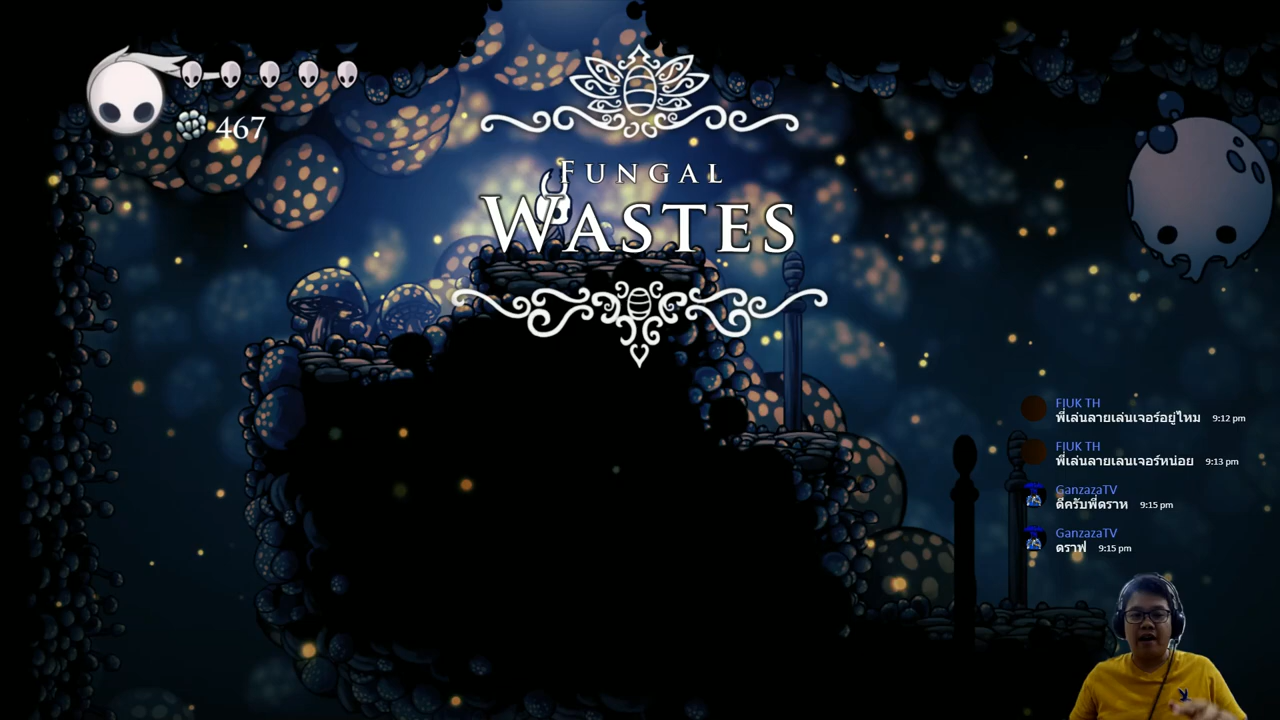 467
FUNGAL
WASTES
FIUK TH
พี่เล่นลายเล่นเจอร์อยู่ไหม 9:12 pm
FIUK TH
พี่เล่นลายเลนเจอร์หน่อย 9:13 pm
GanzazaTV
ดีครับพี่ดราห 9:15 pm
GanzazaTV
ดราฟ 9:15 pm